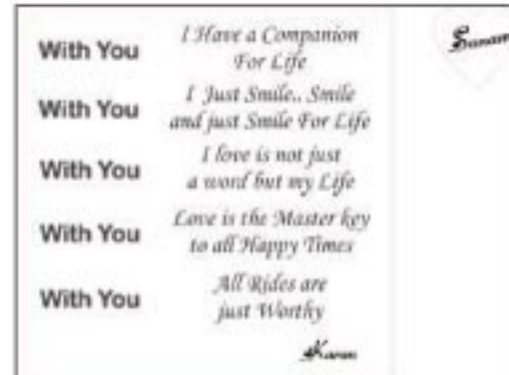 With You I Have a Companion
For Life
With You I Just Smile.. Smile
and just Smile For Life
With You I love is not just
a word but my Life
With You Love is the Master key
to all Happy Times
With You All Rides are
just Worthy
Karan
Sanam